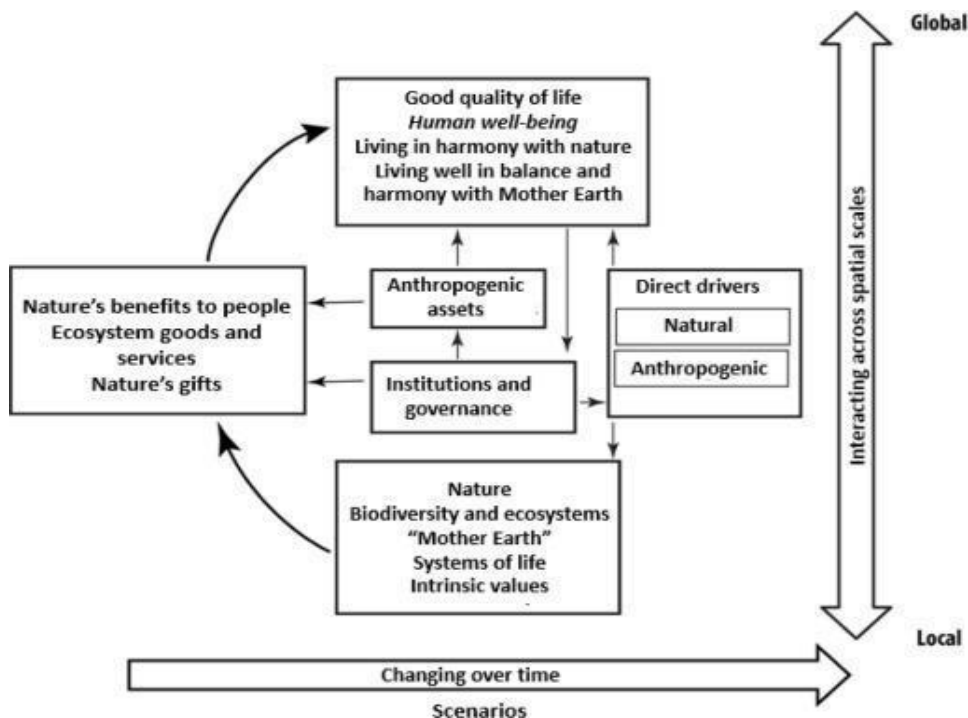 Global
Good quality of life
Human well-being
Living in harmony with nature
Living well in balance and
harmony with Mother Earth
Nature's benefits to people
Ecosystem goods and
services
Nature's gifts
Anthropogenic
assets
Institutions and
governance
Direct drivers
Natural
Anthropogenic
Nature
Biodiversity and ecosystems
“Mother Earth”
Systems of life
Intrinsic values
Interacting across spatial scales
Local
Changing over time
Scenarios